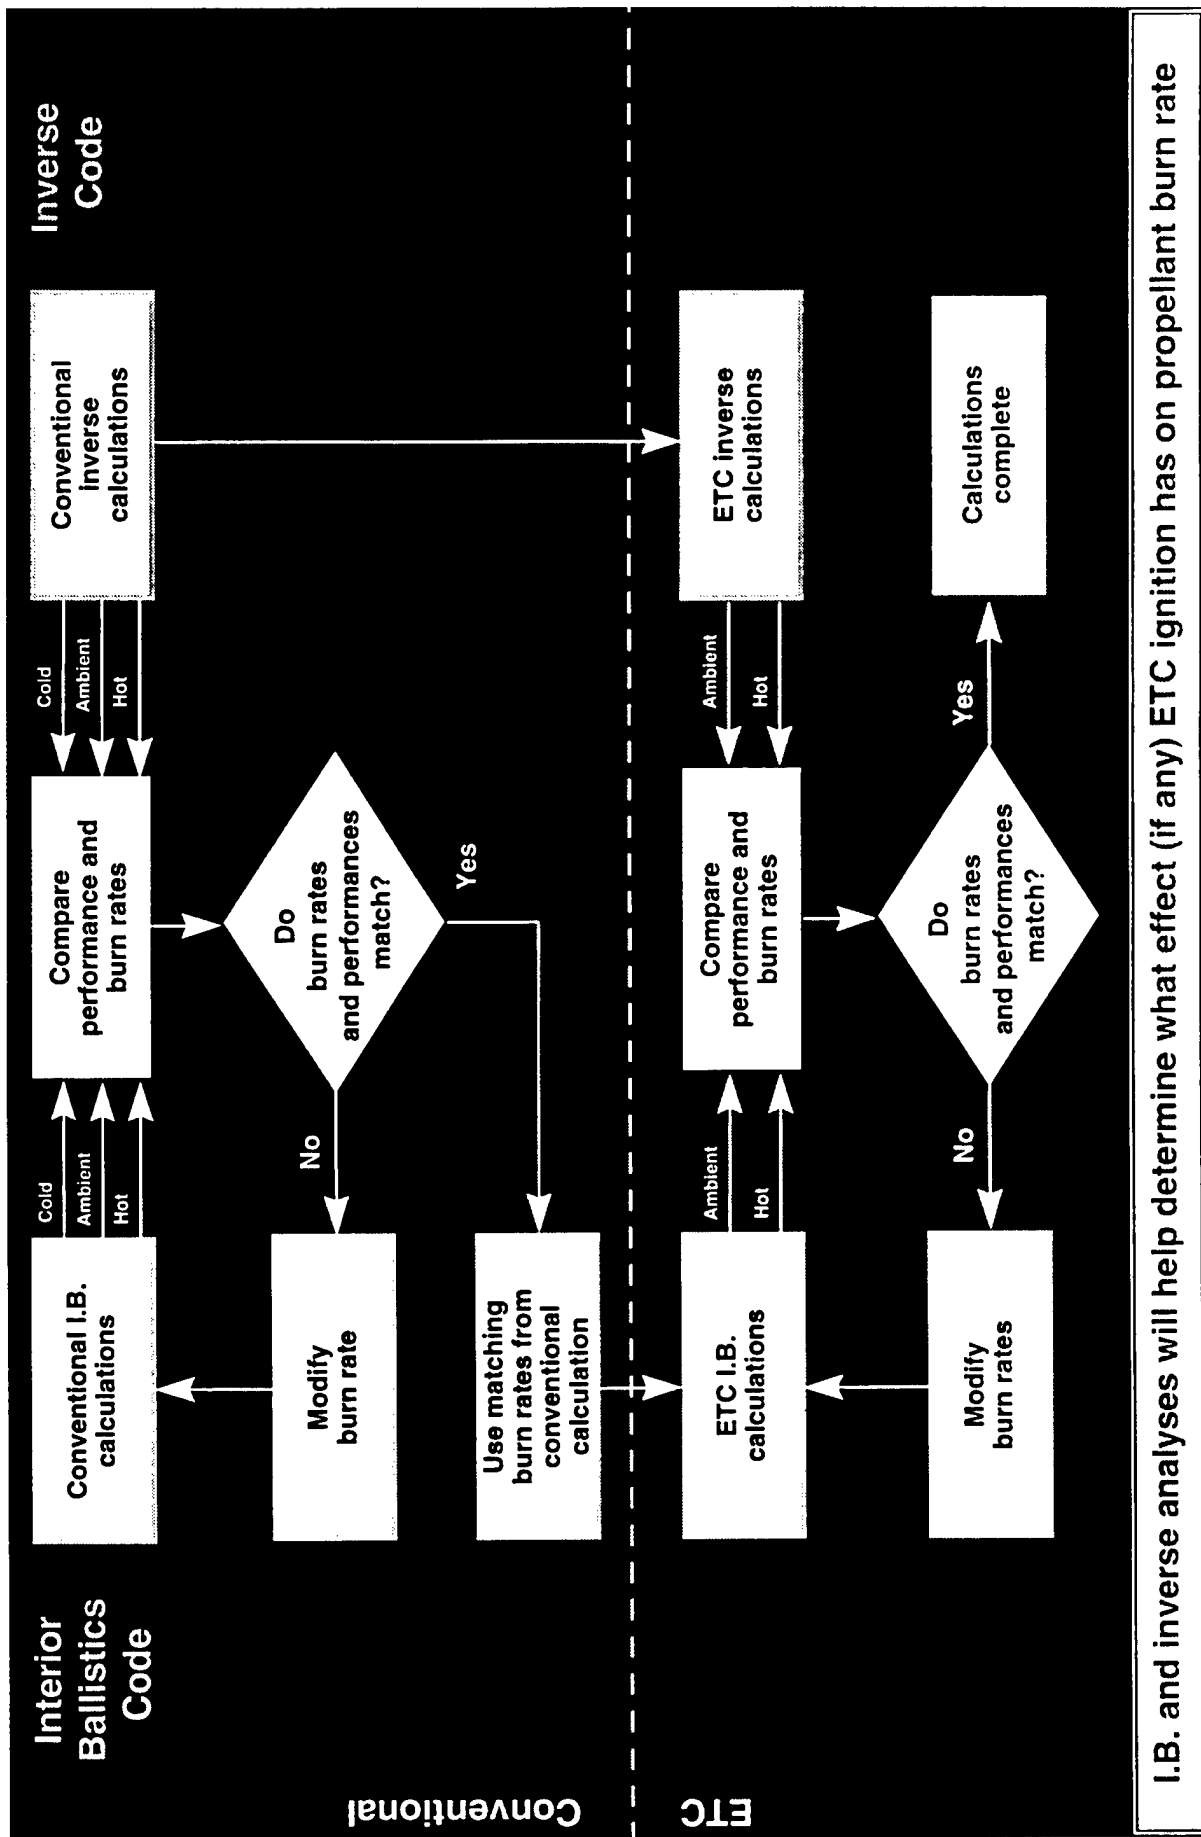 Interior
Ballistics
Code
Inverse
Code
Conventional
Conventional I.B.
calculations
Cold
Ambient
Hot
Compare
performance and
burn rates
Cold
Ambient
Hot
Conventional
inverse
calculations
Modify
burn rate
No
Do
burn rates
and performances
match?
Yes
Use matching
burn rates from
conventional
calculation
ETC
ETC I.B.
calculations
Ambient
Hot
Compare
performance and
burn rates
Ambient
Hot
ETC inverse
calculations
Modify
burn rates
No
Do
burn rates
and performances
match?
Yes
Calculations
complete
I.B. and inverse analyses will help determine what effect (if any) ETC ignition has on propellant burn rate